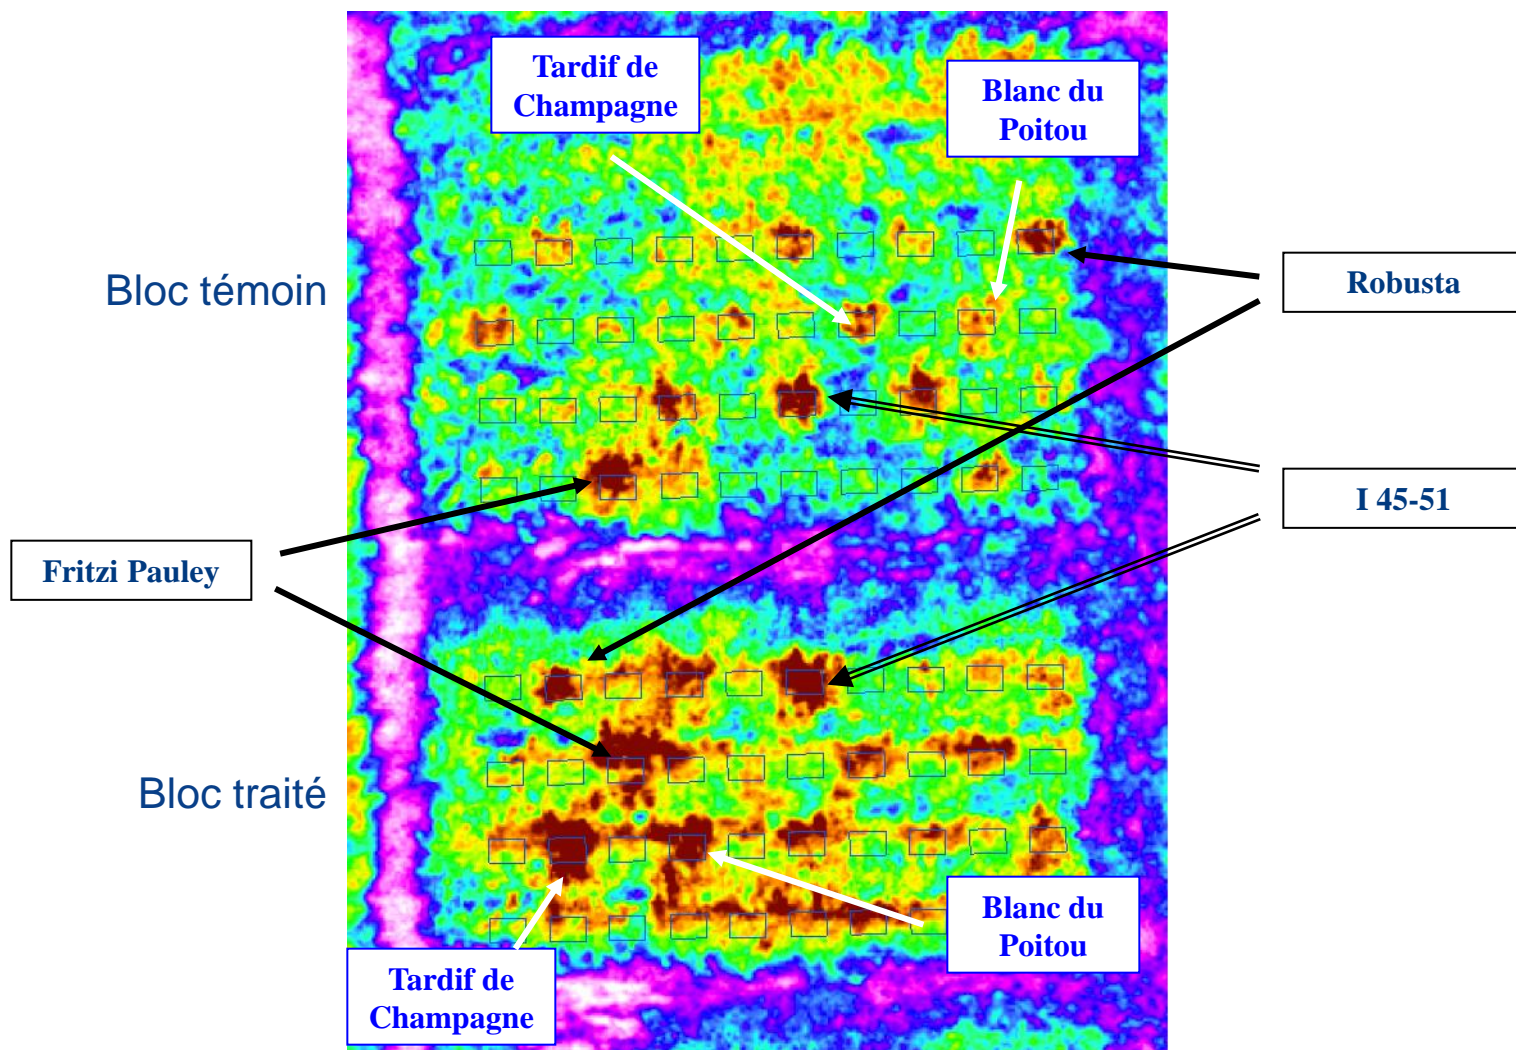 Tardif de
Champagne
Blanc du
Poitou
Bloc témoin
Robusta
I 45-51
Fritzi Pauley
Bloc traité
Blanc du
Poitou
Tardif de
Champagne